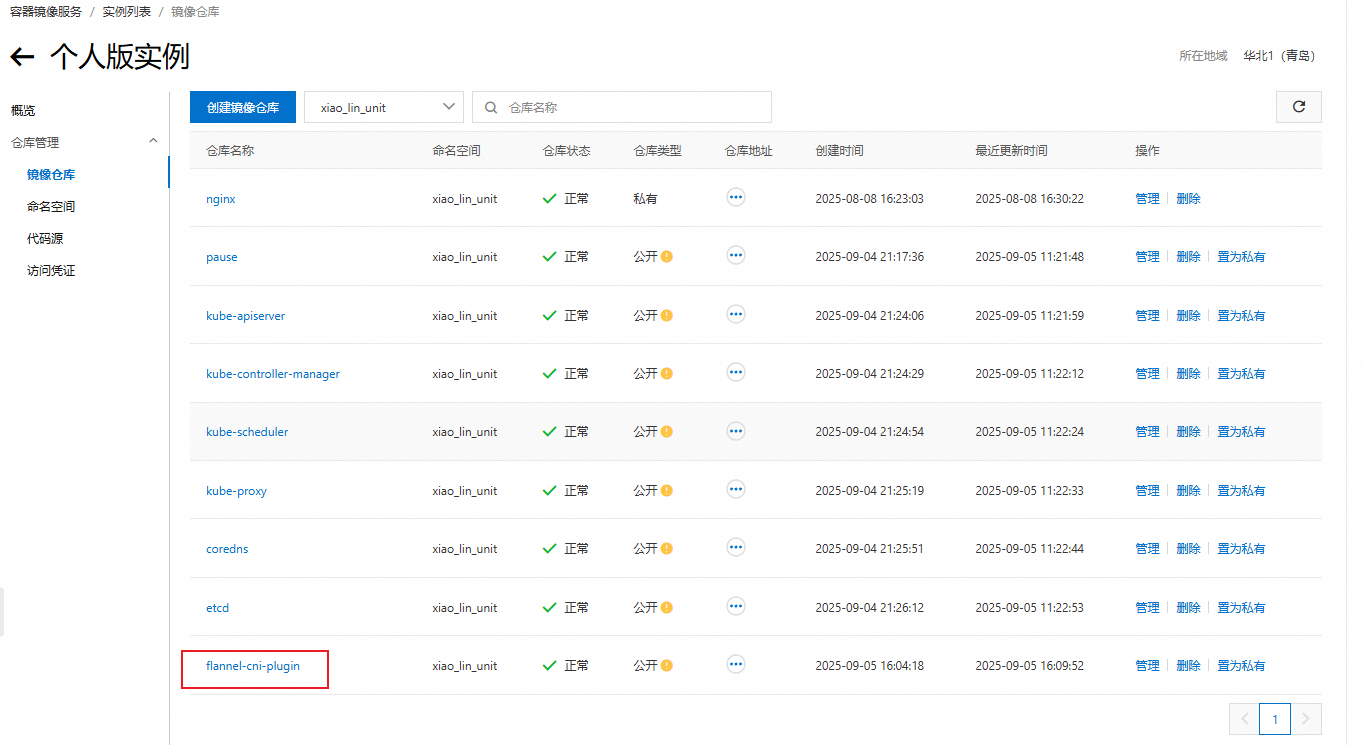 容器镜像服务 / 实例列表 / 镜像仓库
个人版实例
所在地域 华北1（青岛）
概览
仓库管理
镜像仓库
命名空间
代码源
访问凭证
创建镜像仓库 xiao_lin_unit 仓库名称
仓库名称 命名空间 仓库状态 仓库类型 仓库地址 创建时间 最近更新时间 操作
nginx xiao_lin_unit 正常 私有 2025-08-08 16:23:03 2025-08-08 16:30:22 管理 删除
pause xiao_lin_unit 正常 公开 2025-09-04 21:17:36 2025-09-05 11:21:48 管理 删除 置为私有
kube-apiserver xiao_lin_unit 正常 公开 2025-09-04 21:24:06 2025-09-05 11:21:59 管理 删除 置为私有
kube-controller-manager xiao_lin_unit 正常 公开 2025-09-04 21:24:29 2025-09-05 11:22:12 管理 删除 置为私有
kube-scheduler xiao_lin_unit 正常 公开 2025-09-04 21:24:54 2025-09-05 11:22:24 管理 删除 置为私有
kube-proxy xiao_lin_unit 正常 公开 2025-09-04 21:25:19 2025-09-05 11:22:33 管理 删除 置为私有
coredns xiao_lin_unit 正常 公开 2025-09-04 21:25:51 2025-09-05 11:22:44 管理 删除 置为私有
etcd xiao_lin_unit 正常 公开 2025-09-04 21:26:12 2025-09-05 11:22:53 管理 删除 置为私有
flannel-cni-plugin xiao_lin_unit 正常 公开 2025-09-05 16:04:18 2025-09-05 16:09:52 管理 删除 置为私有
1